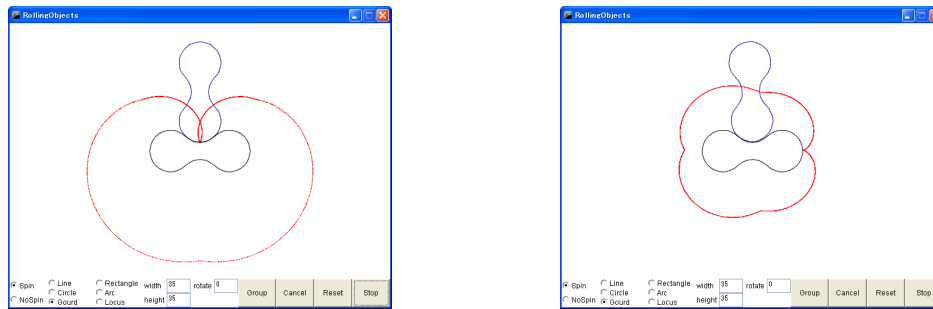 RollingObjects
Spin Line Rectangle width 35 rotate 0
Circle Arc
NoSpin Gourd Locus height 35
Group Cancel Reset Stop
RollingObjects
Spin Line Rectangle width 35 rotate 0
Circle Arc
NoSpin Gourd Locus height 35
Group Cancel Reset Stop